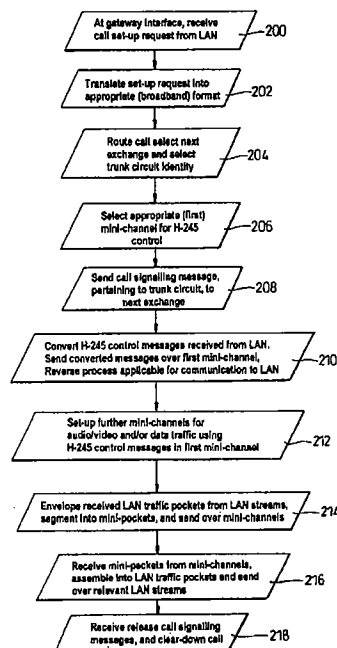 At gateway interface, receive
call set-up request from LAN
200
Translate set-up request into
appropriate (broadband) format
202
Route call select next
exchange and select
trunk circuit identity
204
Select appropriate (first)
mini-channel for H-245
control
206
Send call signalling message,
pertaining to trunk circuit, to
next exchange
208
Convert H-245 control messages received from LAN.
Send converted messages over first mini-channel,
Reverse process applicable for communication to LAN
210
Set-up further mini-channels for
audio/video and/or data traffic using
H-245 control messages in first mini-channel
212
Envelope received LAN traffic pockets from LAN streams,
segment into mini-pockets, and send over mini-channels
214
Receive mini-peckets from mini-channels,
assemble into LAN traffic pockets and send
over relevant LAN streams
216
Receive release call signalling
messages, and clear-down call
218